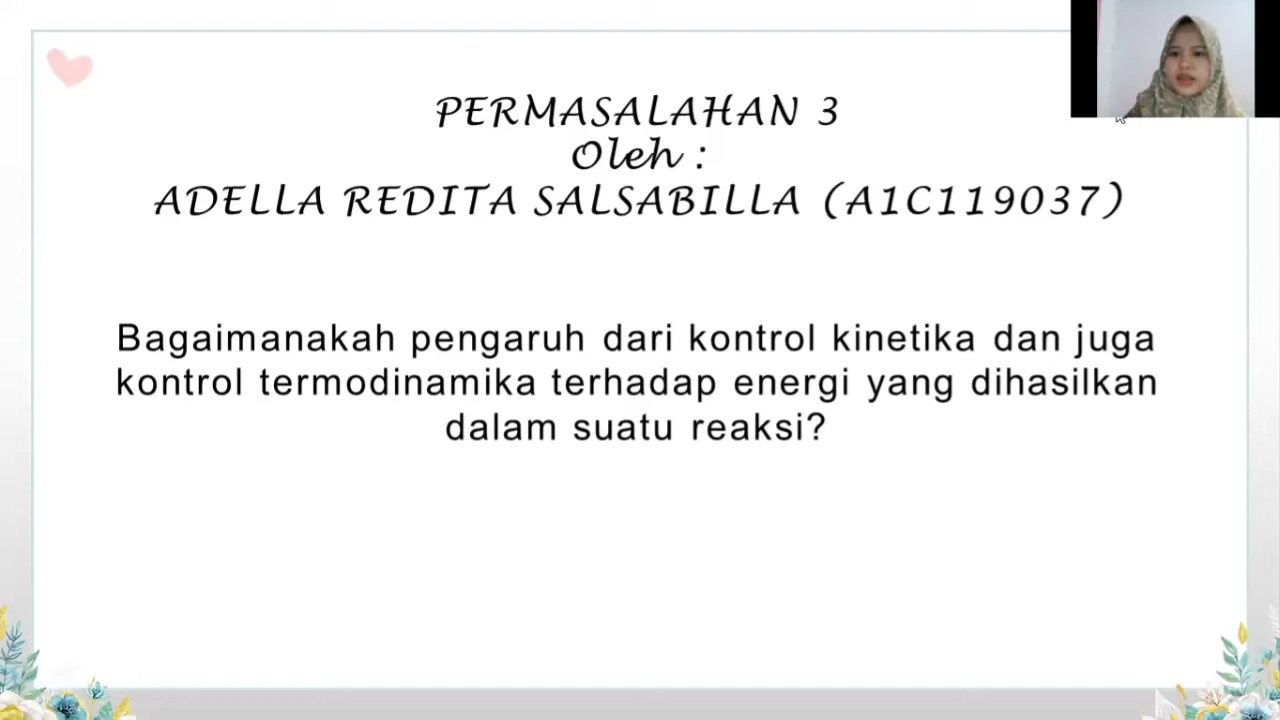 PERMASALAHAN 3
Oleh :
ADELLA REDITA SALSABILLA (A1C119037)
Bagaimanakah pengaruh dari kontrol kinetika dan juga
kontrol termodinamika terhadap energi yang dihasilkan
dalam suatu reaksi?